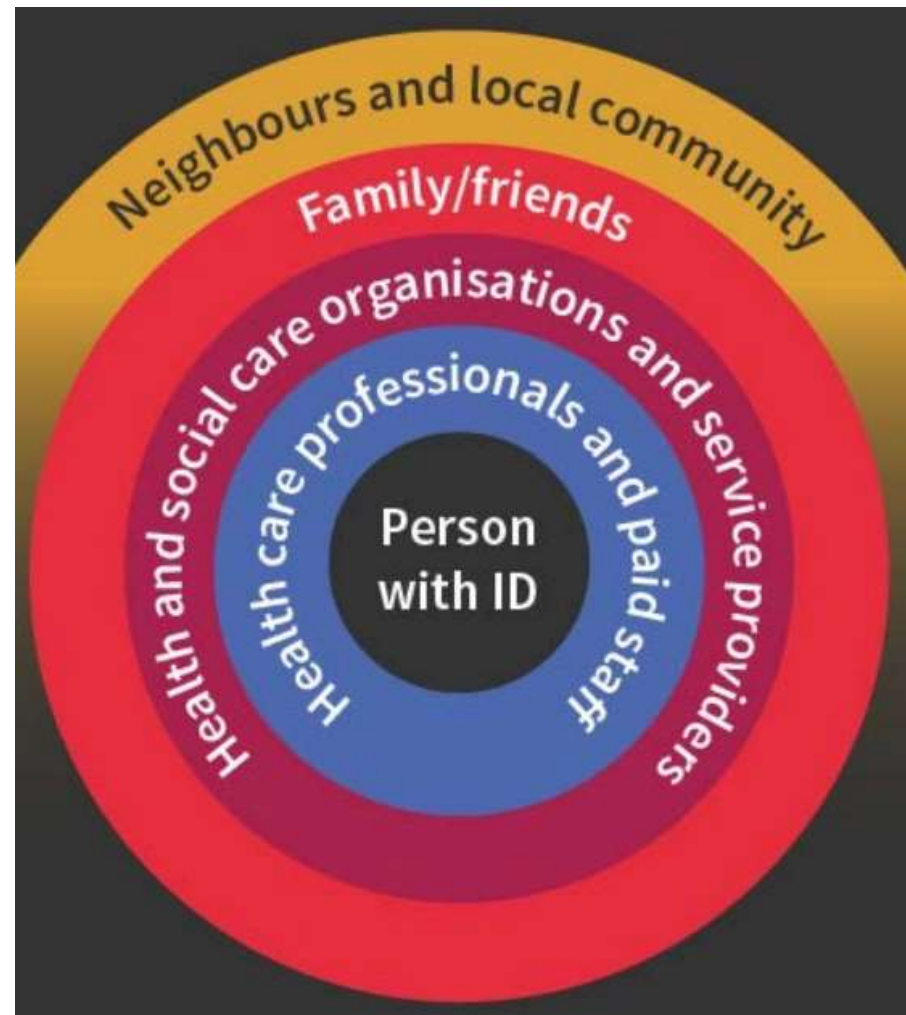 Neighbours and local community
Family/friends
Health and social care organisations and service providers
Health care professionals and paid staff
Person
with ID